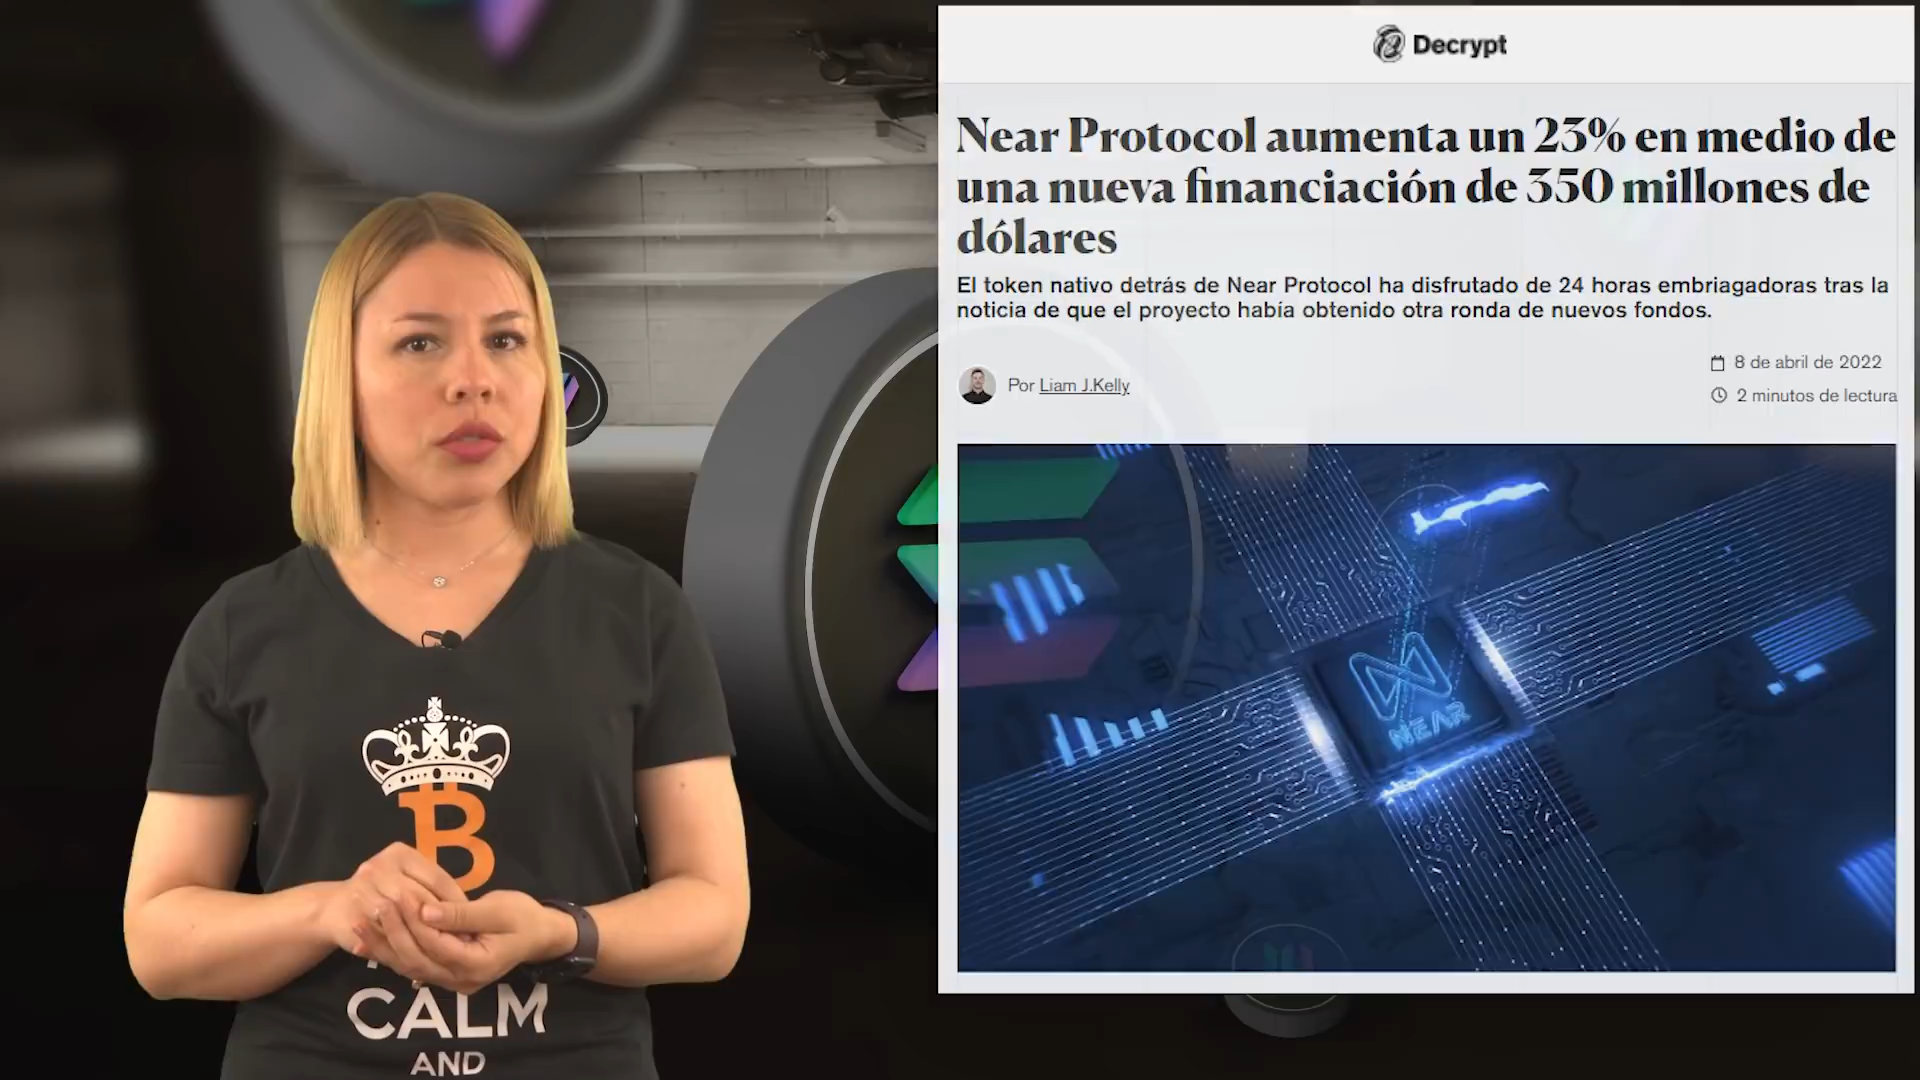 Decrypt
Near Protocol aumenta un 23% en medio de
una nueva financiación de 350 millones de
dólares
El token nativo detrás de Near Protocol ha disfrutado de 24 horas embriagadoras tras la
noticia de que el proyecto había obtenido otra ronda de nuevos fondos.
8 de abril de 2022
Por Liam J.Kelly
2 minutos de lectura
NEAR
CALM
AND